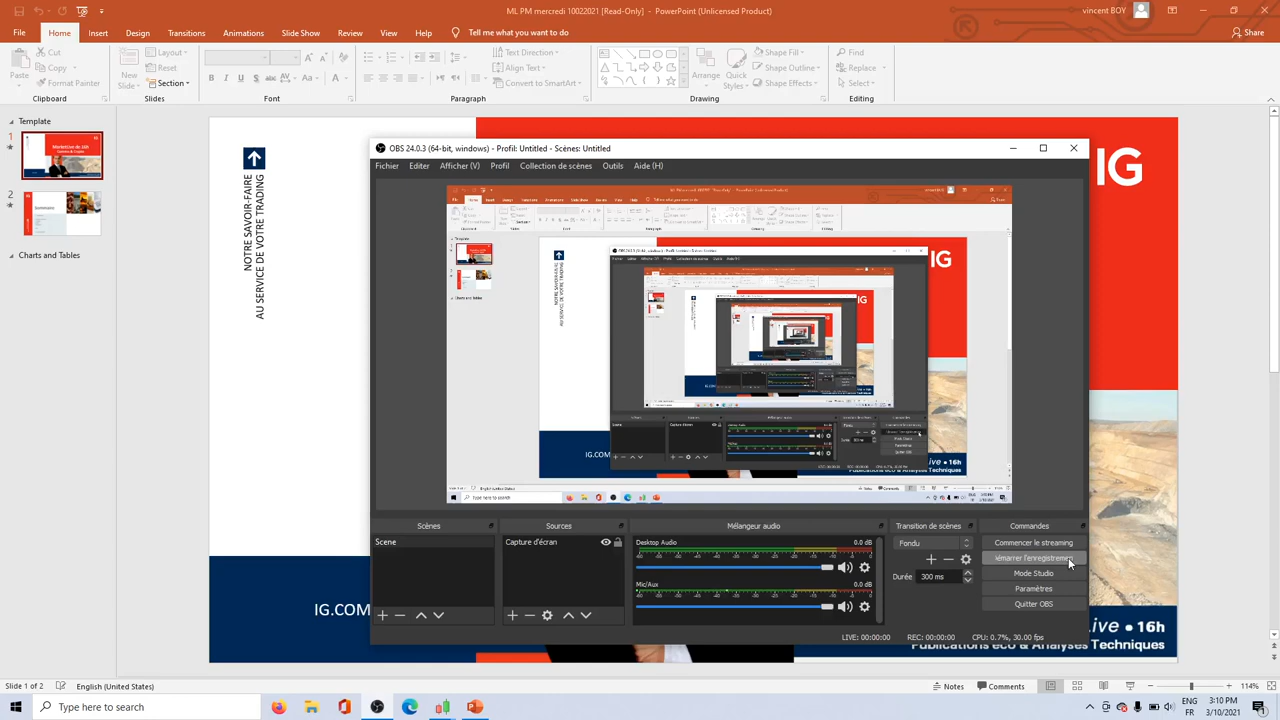 ML PM mercredi 10022021 [Read-Only] – PowerPoint (Unlicensed Product)
vincent BOY
File Home Insert Design Transitions Animations Slide Show Review View Help Tell me what you want to do Share
Paste
Cut
Copy
Format Painter
Clipboard
New Slides
Layout
Reset
Section
Slides
Font
Text Direction
Align Text
Convert to SmartArt
Paragraph
Arrange
Quick Styles
Shape Fill
Shape Outline
Shape Effects
Drawing
Find
Replace
Select
Editing
Template
1
2
Sommaire
Charts and Tables
NOTRE SAVOIR-FAIRE
AU SERVICE DE VOTRE TRADING
IG
IG.COM
Live • 16h
Publications éco & Analyses Techniques
OBS 24.0.3 (64-bit, windows) - Profil: Untitled - Scènes: Untitled
Fichier Editer Afficher (V) Profil Collection de scènes Outils Aide (H)
Scènes
Scene
Sources
Capture d'écran
Mélangeur audio
Desktop Audio 0.0 dB
Mic/Aux 0.0 dB
Transition de scènes
Fondu
Durée 300 ms
Commandes
Commencer le streaming
démarrer l'enregistrement
Mode Studio
Paramètres
Quitter OBS
LIVE: 00:00:00 REC: 00:00:00 CPU: 0.7%, 30.00 fps
Slide 1 of 2 English (United States) Notes Comments 114%
Type here to search
ENG
FR
3:10 PM
3/10/2021